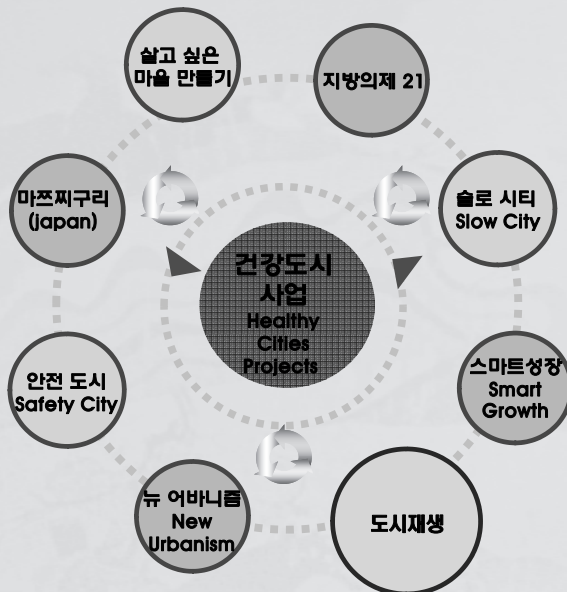 살고 싶은
마을 만들기
지방의제 21
마쯔찌구리
(japan)
슬로 시티
Slow City
건강도시
사업
Healthy
Cities
Projects
안전 도시
Safety City
스마트성장
Smart
Growth
뉴 어바니즘
New
Urbanism
도시재생